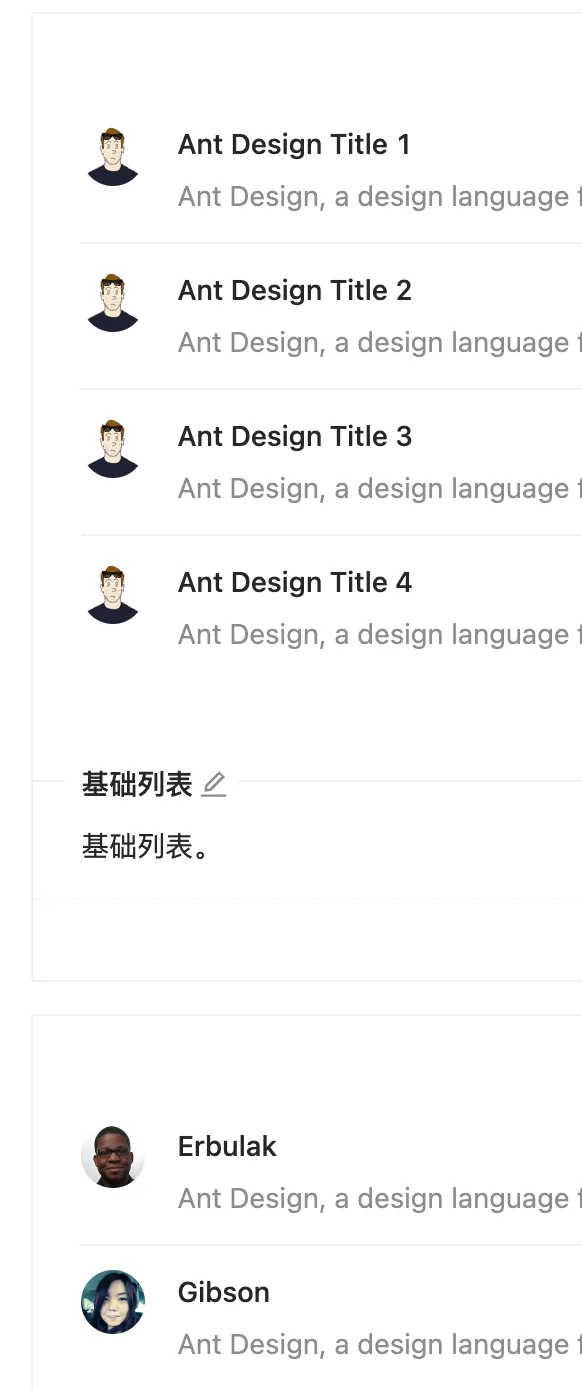 Ant Design Title 1
Ant Design, a design language
Ant Design Title 2
Ant Design, a design language
Ant Design Title 3
Ant Design, a design language
Ant Design Title 4
Ant Design, a design language
基础列表
基础列表。
Erbulak
Ant Design, a design language
Gibson
Ant Design, a design language